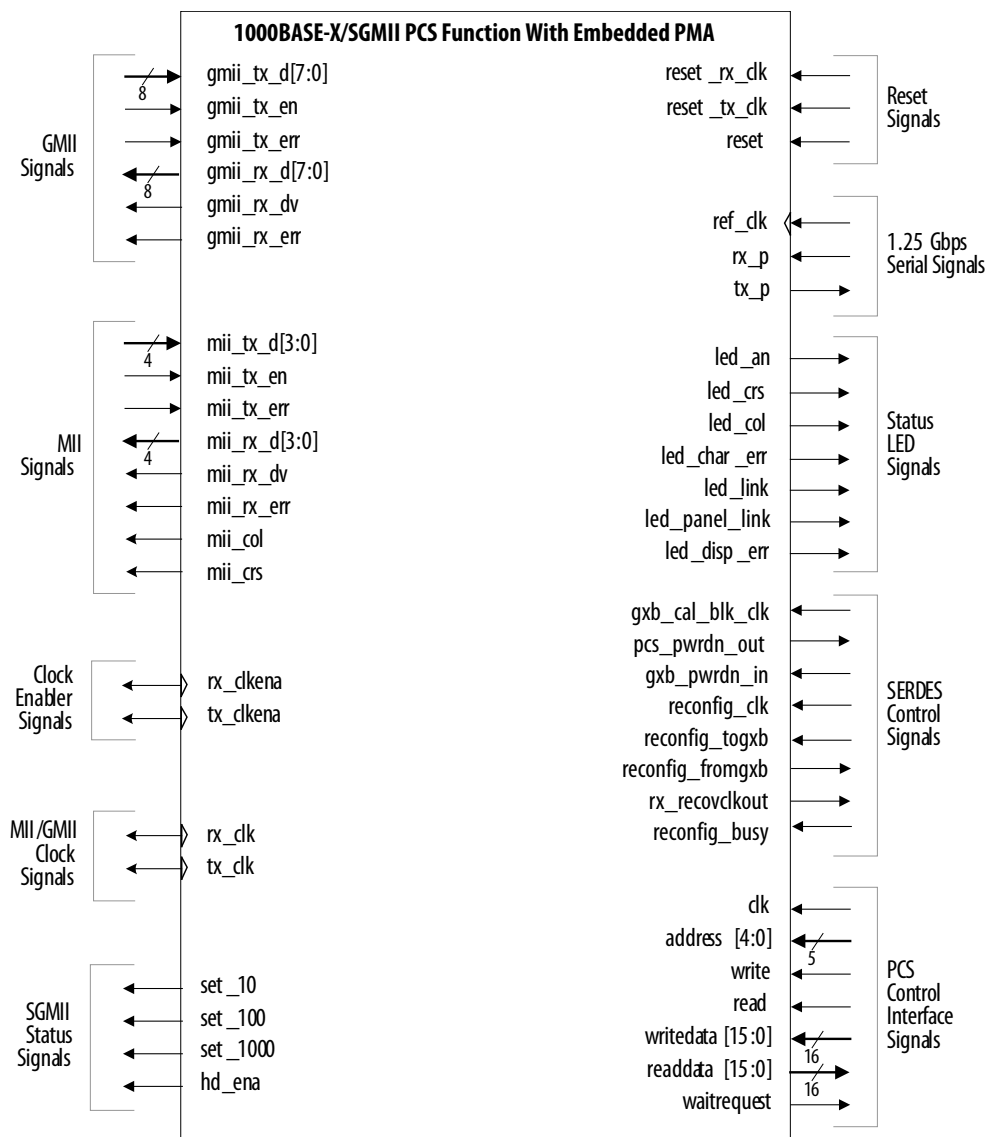 1000BASE-X/SGMII PCS Function With Embedded PMA
GMII
Signals
8
gmii_tx_d[7:0]
gmii_tx_en
gmii_tx_err
8
gmii_rx_d[7:0]
gmii_rx_dv
gmii_rx_err
MII
Signals
4
mii_tx_d[3:0]
mii_tx_en
mii_tx_err
4
mii_rx_d[3:0]
mii_rx_dv
mii_rx_err
mii_col
mii_crs
Clock
Enabler
Signals
rx_clkena
tx_clkena
MII/GMII
Clock
Signals
rx_clk
tx_clk
SGMII
Status
Signals
set_10
set_100
set_1000
hd_ena
reset_rx_clk
reset_tx_clk
reset
Reset
Signals
ref_clk
rx_p
tx_p
1.25 Gbps
Serial Signals
led_an
led_crs
led_col
led_char_err
led_link
led_panel_link
led_disp_err
Status
LED
Signals
gxb_cal_blk_clk
pcs_pwrdn_out
gxb_pwrdn_in
reconfig_clk
reconfig_togxb
reconfig_fromgxb
rx_recovclkout
reconfig_busy
SERDES
Control
Signals
clk
address [4:0]
5
write
read
writedata [15:0]
16
readdata [15:0]
16
waitrequest
PCS
Control
Interface
Signals